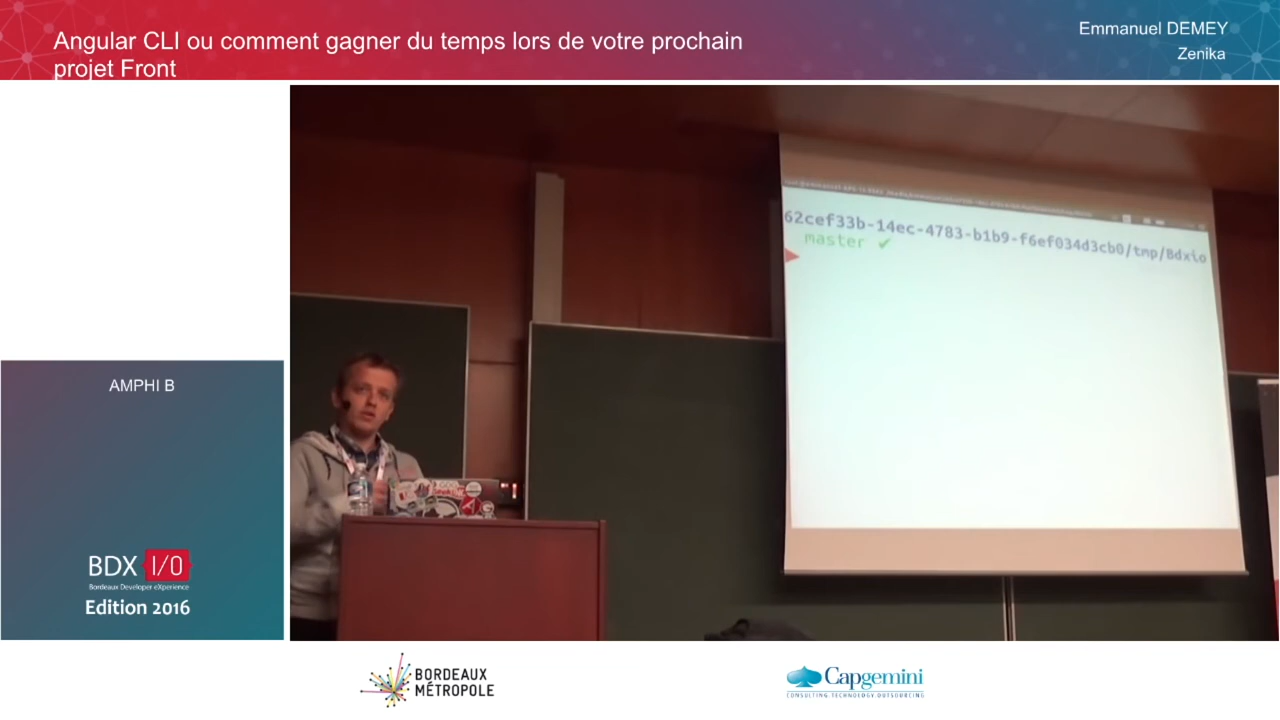 Angular CLI ou comment gagner du temps lors de votre prochain
projet Front
Emmanuel DEMEY
Zenika
62cef33b-14ec-4783-b1b9-f6ef034d3cb0/tmp/Bdxio
master ✔
AMPHI B
BDX I/O
Bordeaux Developer eXperience
Edition 2016
BORDEAUX
MÉTROPOLE
Capgemini
CONSULTING.TECHNOLOGY.OUTSOURCING